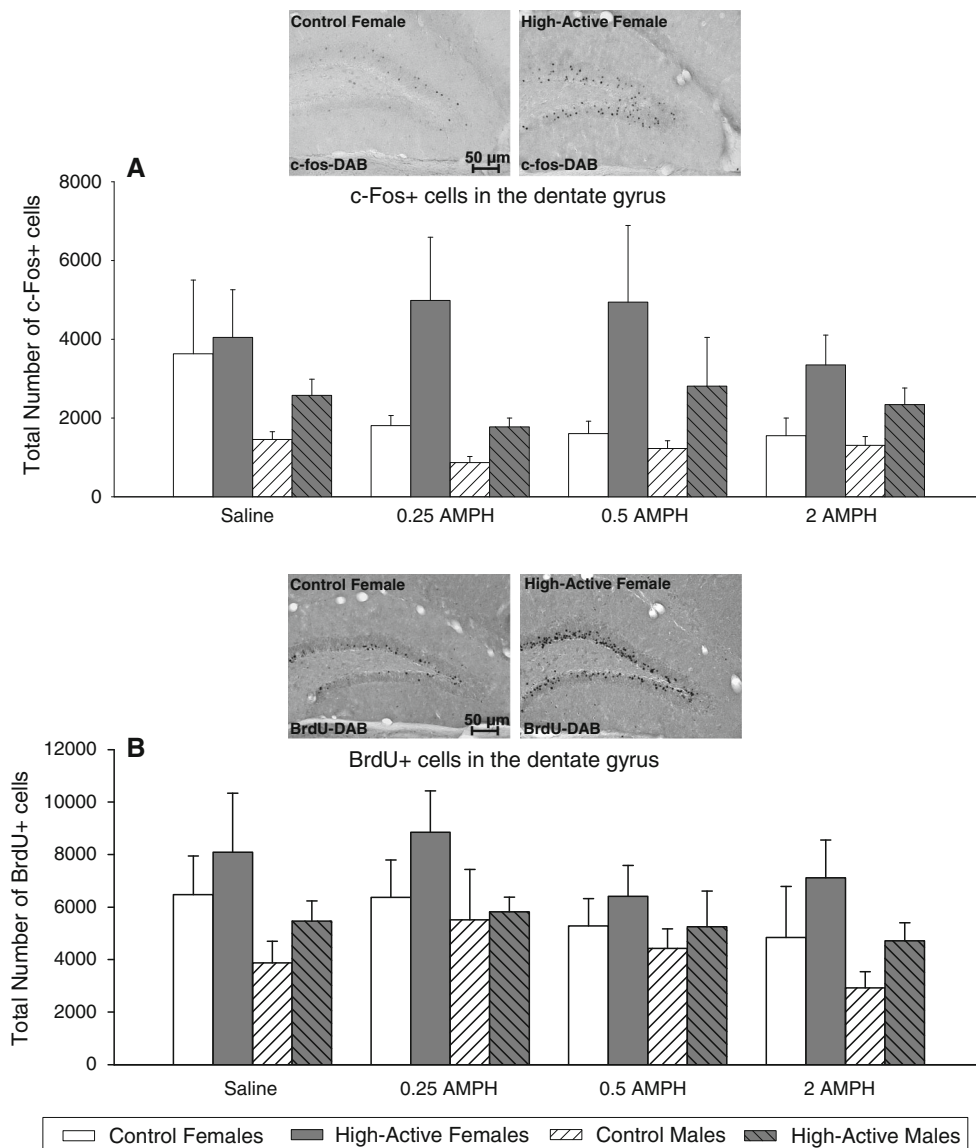 Control Female
High-Active Female
c-fos-DAB
50 µm
c-fos-DAB
A
c-Fos+ cells in the dentate gyrus
Total Number of c-Fos+ cells
8000
6000
4000
2000
0
Saline
0.25 AMPH
0.5 AMPH
2 AMPH
Control Female
High-Active Female
BrdU-DAB
50 µm
BrdU-DAB
B
BrdU+ cells in the dentate gyrus
Total Number of BrdU+ cells
12000
10000
8000
6000
4000
2000
0
Saline
0.25 AMPH
0.5 AMPH
2 AMPH
Control Females
High-Active Females
Control Males
High-Active Males